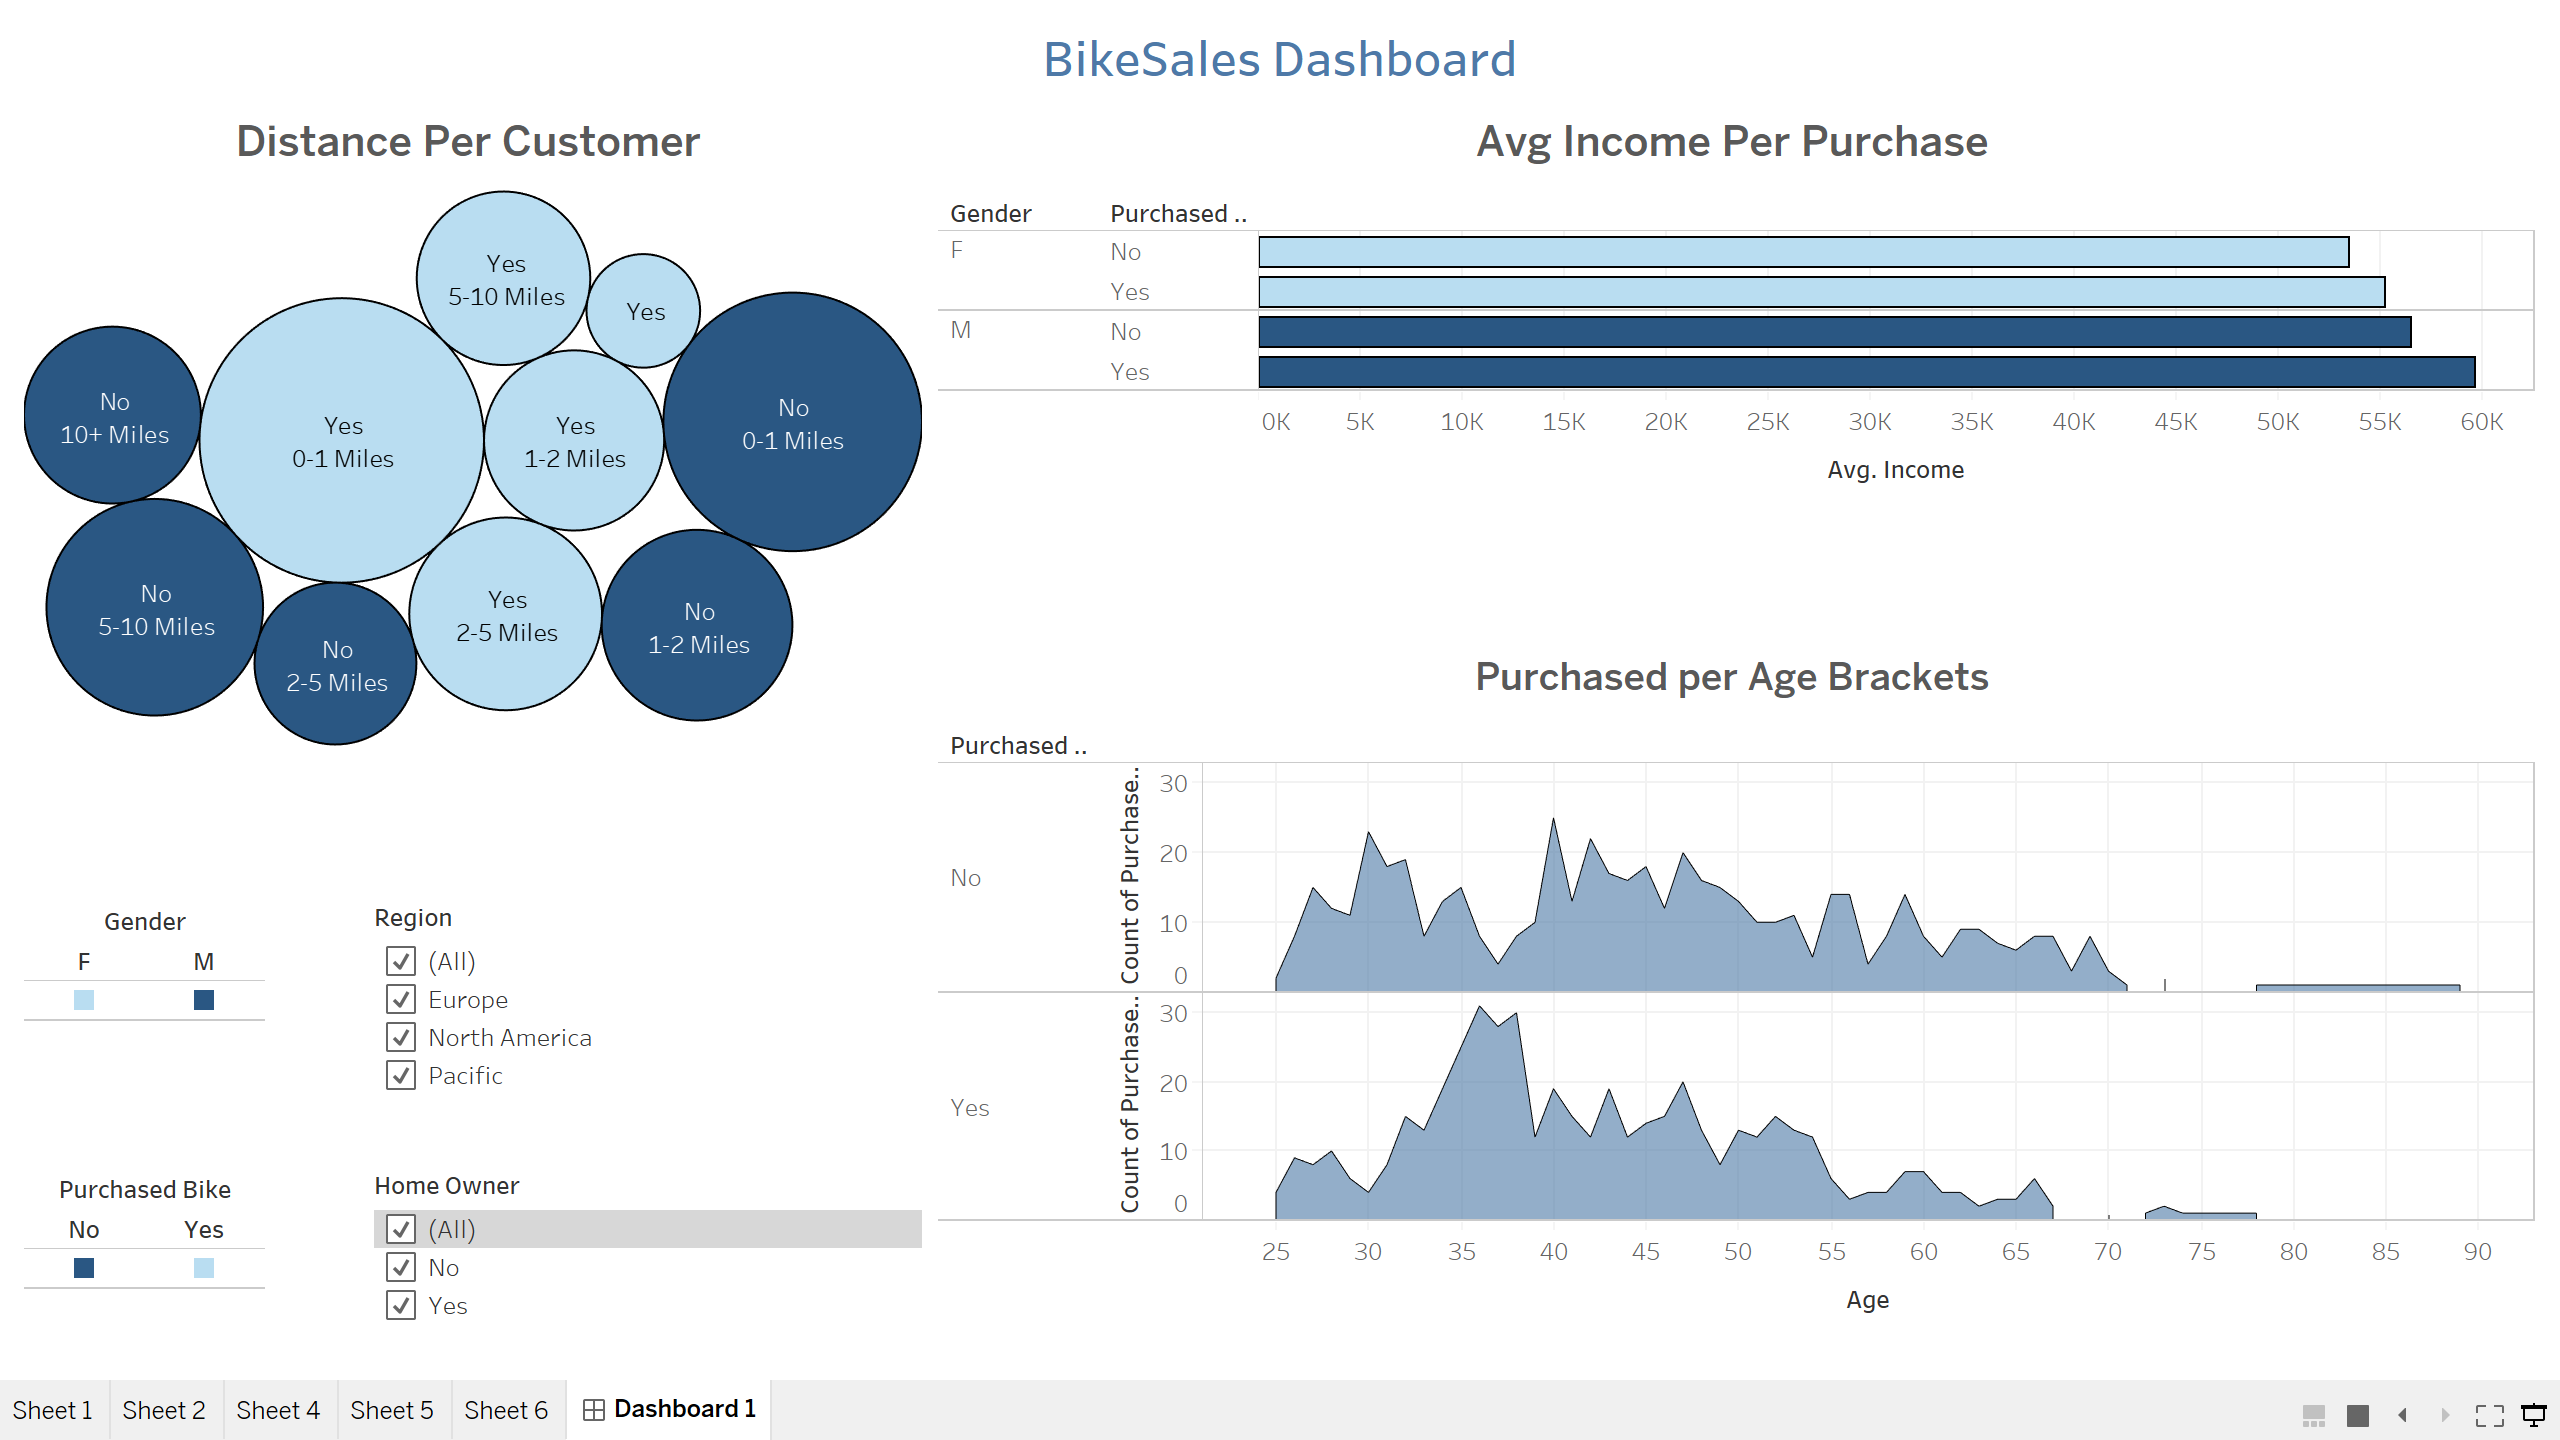 BikeSales Dashboard
Distance Per Customer
Yes
5-10 Miles
Yes
No
10+ Miles
Yes
0-1 Miles
Yes
1-2 Miles
No
0-1 Miles
No
5-10 Miles
No
2-5 Miles
Yes
2-5 Miles
No
1-2 Miles
Avg Income Per Purchase
Gender Purchased ..
F No
Yes
M No
Yes
0K 5K 10K 15K 20K 25K 30K 35K 40K 45K 50K 55K 60K
Avg. Income
Purchased per Age Brackets
Purchased ..
No
Count of Purchase..
30
20
10
0
Yes
Count of Purchase..
30
20
10
0
25 30 35 40 45 50 55 60 65 70 75 80 85 90
Age
Gender
F M
Region
(All)
Europe
North America
Pacific
Purchased Bike
No Yes
Home Owner
(All)
No
Yes
Sheet 1 Sheet 2 Sheet 4 Sheet 5 Sheet 6 Dashboard 1